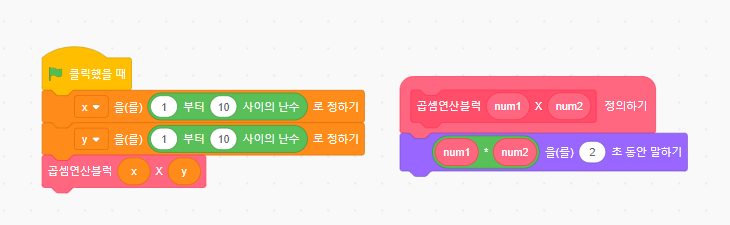 클릭했을 때
x 을(를) 1 부터 10 사이의 난수 로 정하기
y 을(를) 1 부터 10 사이의 난수 로 정하기
곱셈연산블럭 x X y
곱셈연산블럭 num1 X num2 정의하기
num1 * num2 을(를) 2 초 동안 말하기